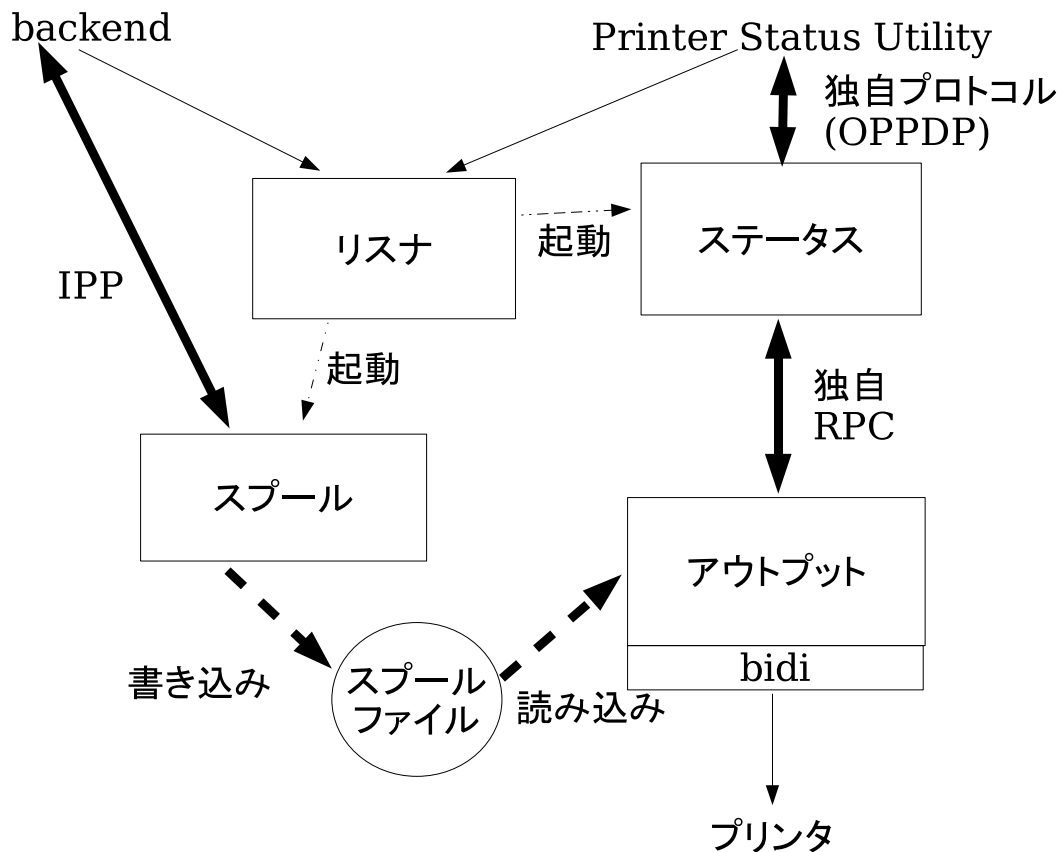 backend
Printer Status Utility
独自プロトコル
(OPPDP)
リスナ
起動
ステータス
IPP
起動
独自
RPC
スプール
アウトプット
bidi
書き込み
スプール
ファイル
読み込み
プリンタ